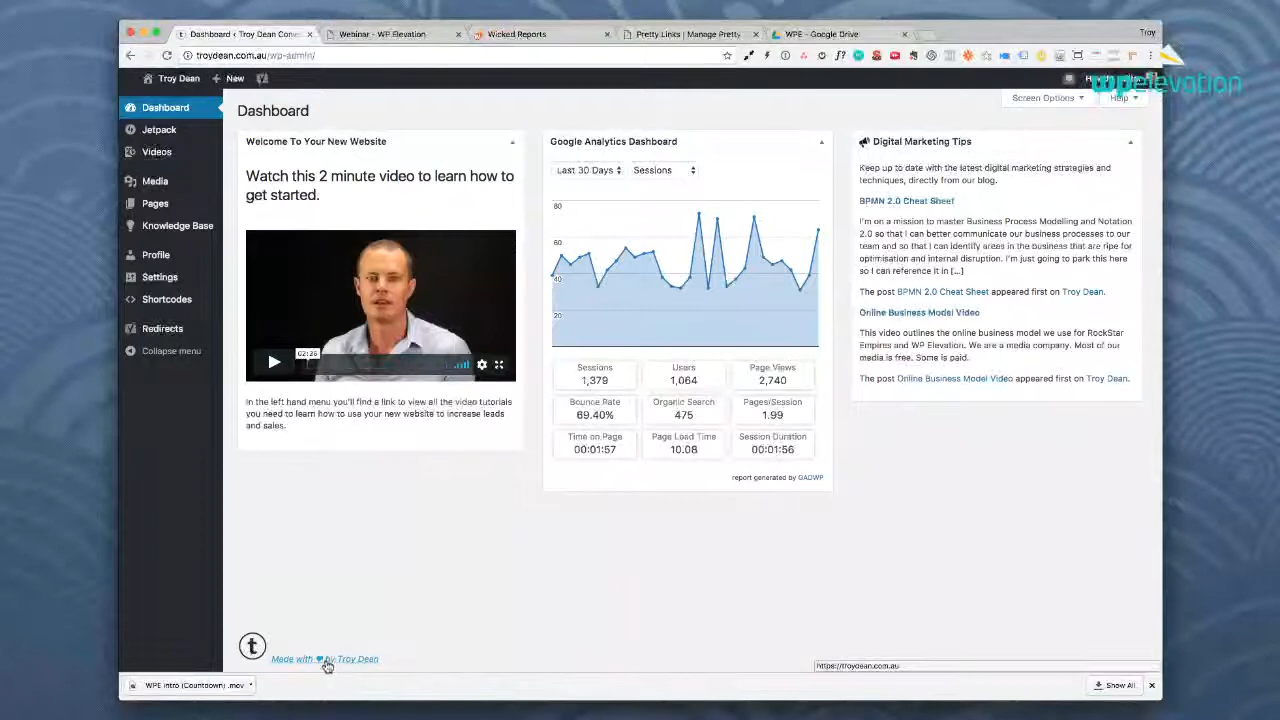 Dashboard ‹ Troy Dean Conve
Webinar - WP Elevation
Wicked Reports
Pretty Links | Manage Pretty
WPE - Google Drive
Troy
troydean.com.au/wp-admin/
Troy Dean
New
wpelevation
Screen Options
Help
Dashboard
Jetpack
Videos
Media
Pages
Knowledge Base
Profile
Settings
Shortcodes
Redirects
Collapse menu
Dashboard
Welcome To Your New Website
Watch this 2 minute video to learn how to
get started.
02:26
In the left hand menu you'll find a link to view all the video tutorials
you need to learn how to use your new website to increase leads
and sales.
Google Analytics Dashboard
Last 30 Days
Sessions
80
60
40
20
Sessions
1,379
Users
1,064
Page Views
2,740
Bounce Rate
69.40%
Organic Search
475
Pages/Session
1.99
Time on Page
00:01:57
Page Load Time
10.08
Session Duration
00:01:56
report generated by GADWP
Digital Marketing Tips
Keep up to date with the latest digital marketing strategies and
techniques, directly from our blog.
BPMN 2.0 Cheat Sheet
I'm on a mission to master Business Process Modelling and Notation
2.0 so that I can better communicate our business processes to our
team and so that I can identify areas in the business that are ripe for
optimisation and internal disruption. I'm just going to park this here
so I can reference it in […]
The post BPMN 2.0 Cheat Sheet appeared first on Troy Dean.
Online Business Model Video
This video outlines the online business model we use for RockStar
Empires and WP Elevation. We are a media company. Most of our
media is free. Some is paid.
The post Online Business Model Video appeared first on Troy Dean.
t
Made with ❤ by Troy Dean
https://troydean.com.au
WPE intro (Countdown) .mov
Show All